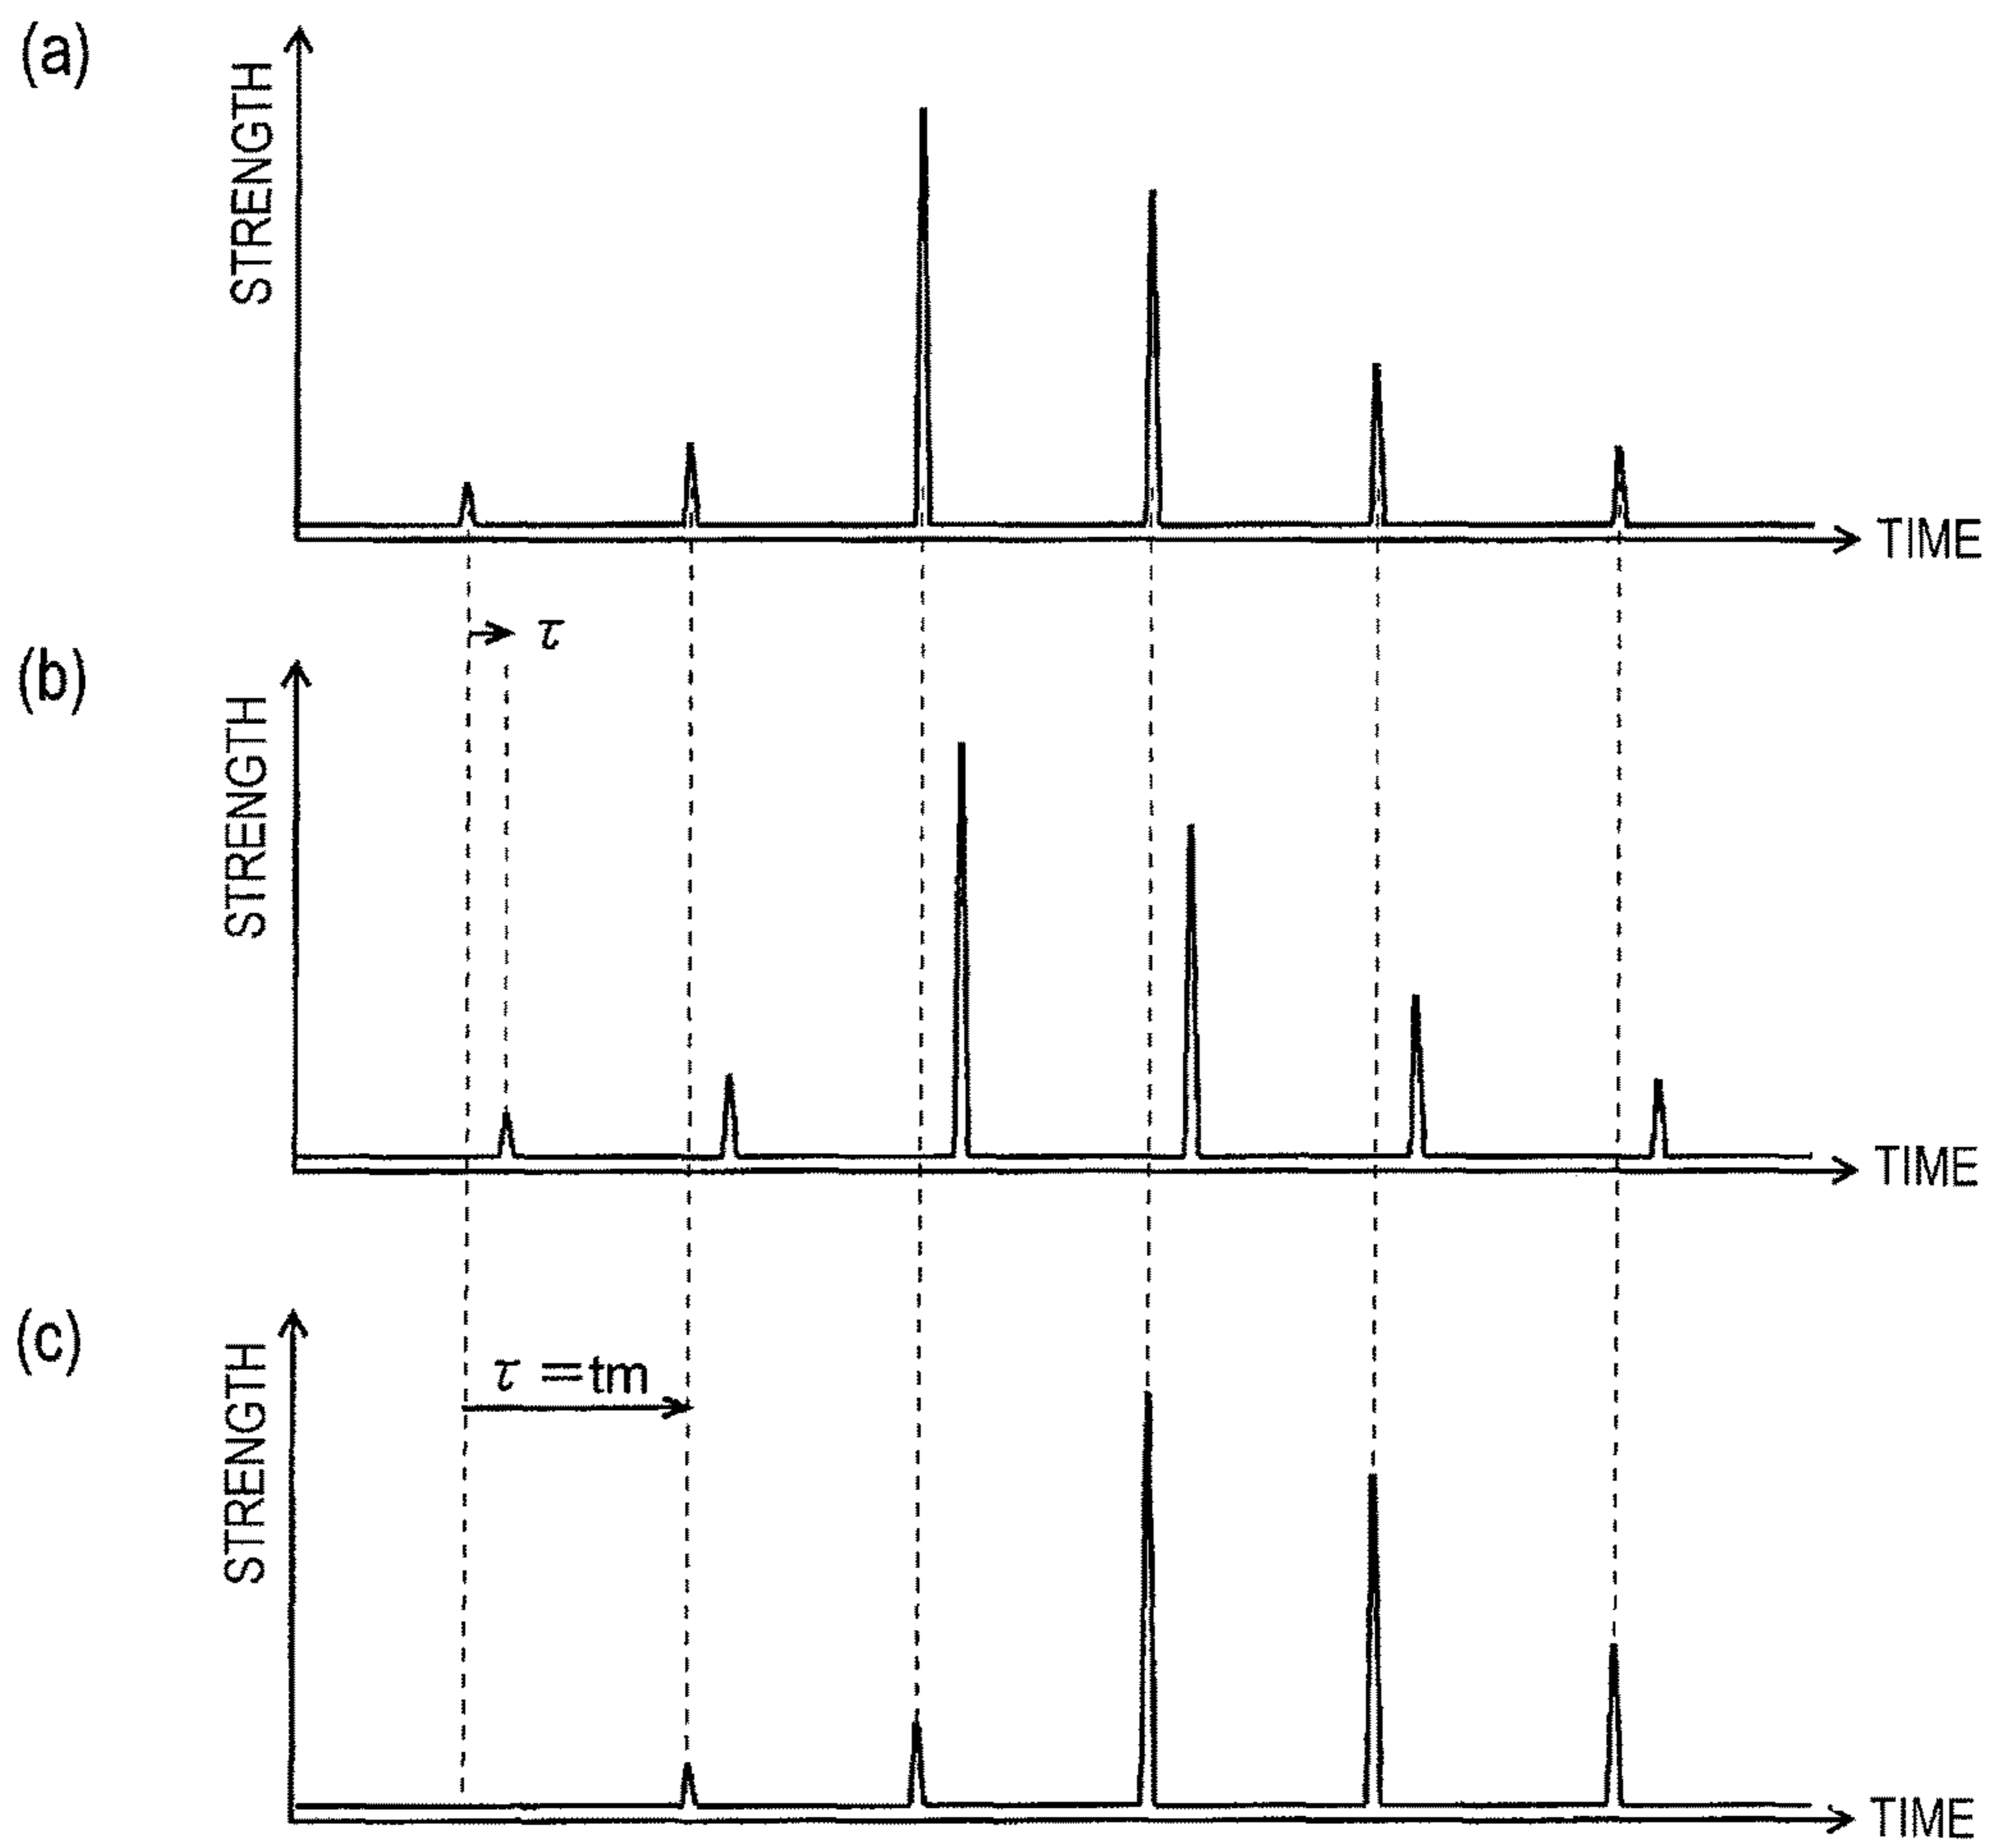 (a)
STRENGTH
TIME
τ
(b)
STRENGTH
TIME
(c)
STRENGTH
τ=tm
TIME